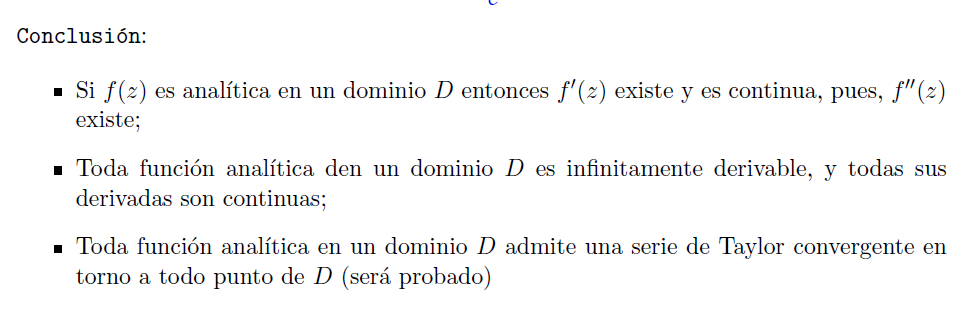 Conclusión:
▪ Si f(z) es analítica en un dominio D entonces f′(z) existe y es continua, pues, f″(z)
existe;
▪ Toda función analítica den un dominio D es infinitamente derivable, y todas sus
derivadas son continuas;
▪ Toda función analítica en un dominio D admite una serie de Taylor convergente en
torno a todo punto de D (será probado)